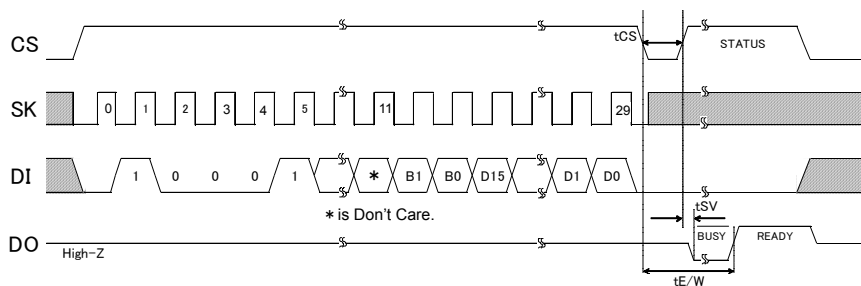 CS
tCS
STATUS
SK
0 1 2 3 4 5 11 29
DI
1 0 0 0 1 * B1 B0 D15 D1 D0
* is Don't Care.
tSV
DO
High-Z
BUSY
READY
tE/W